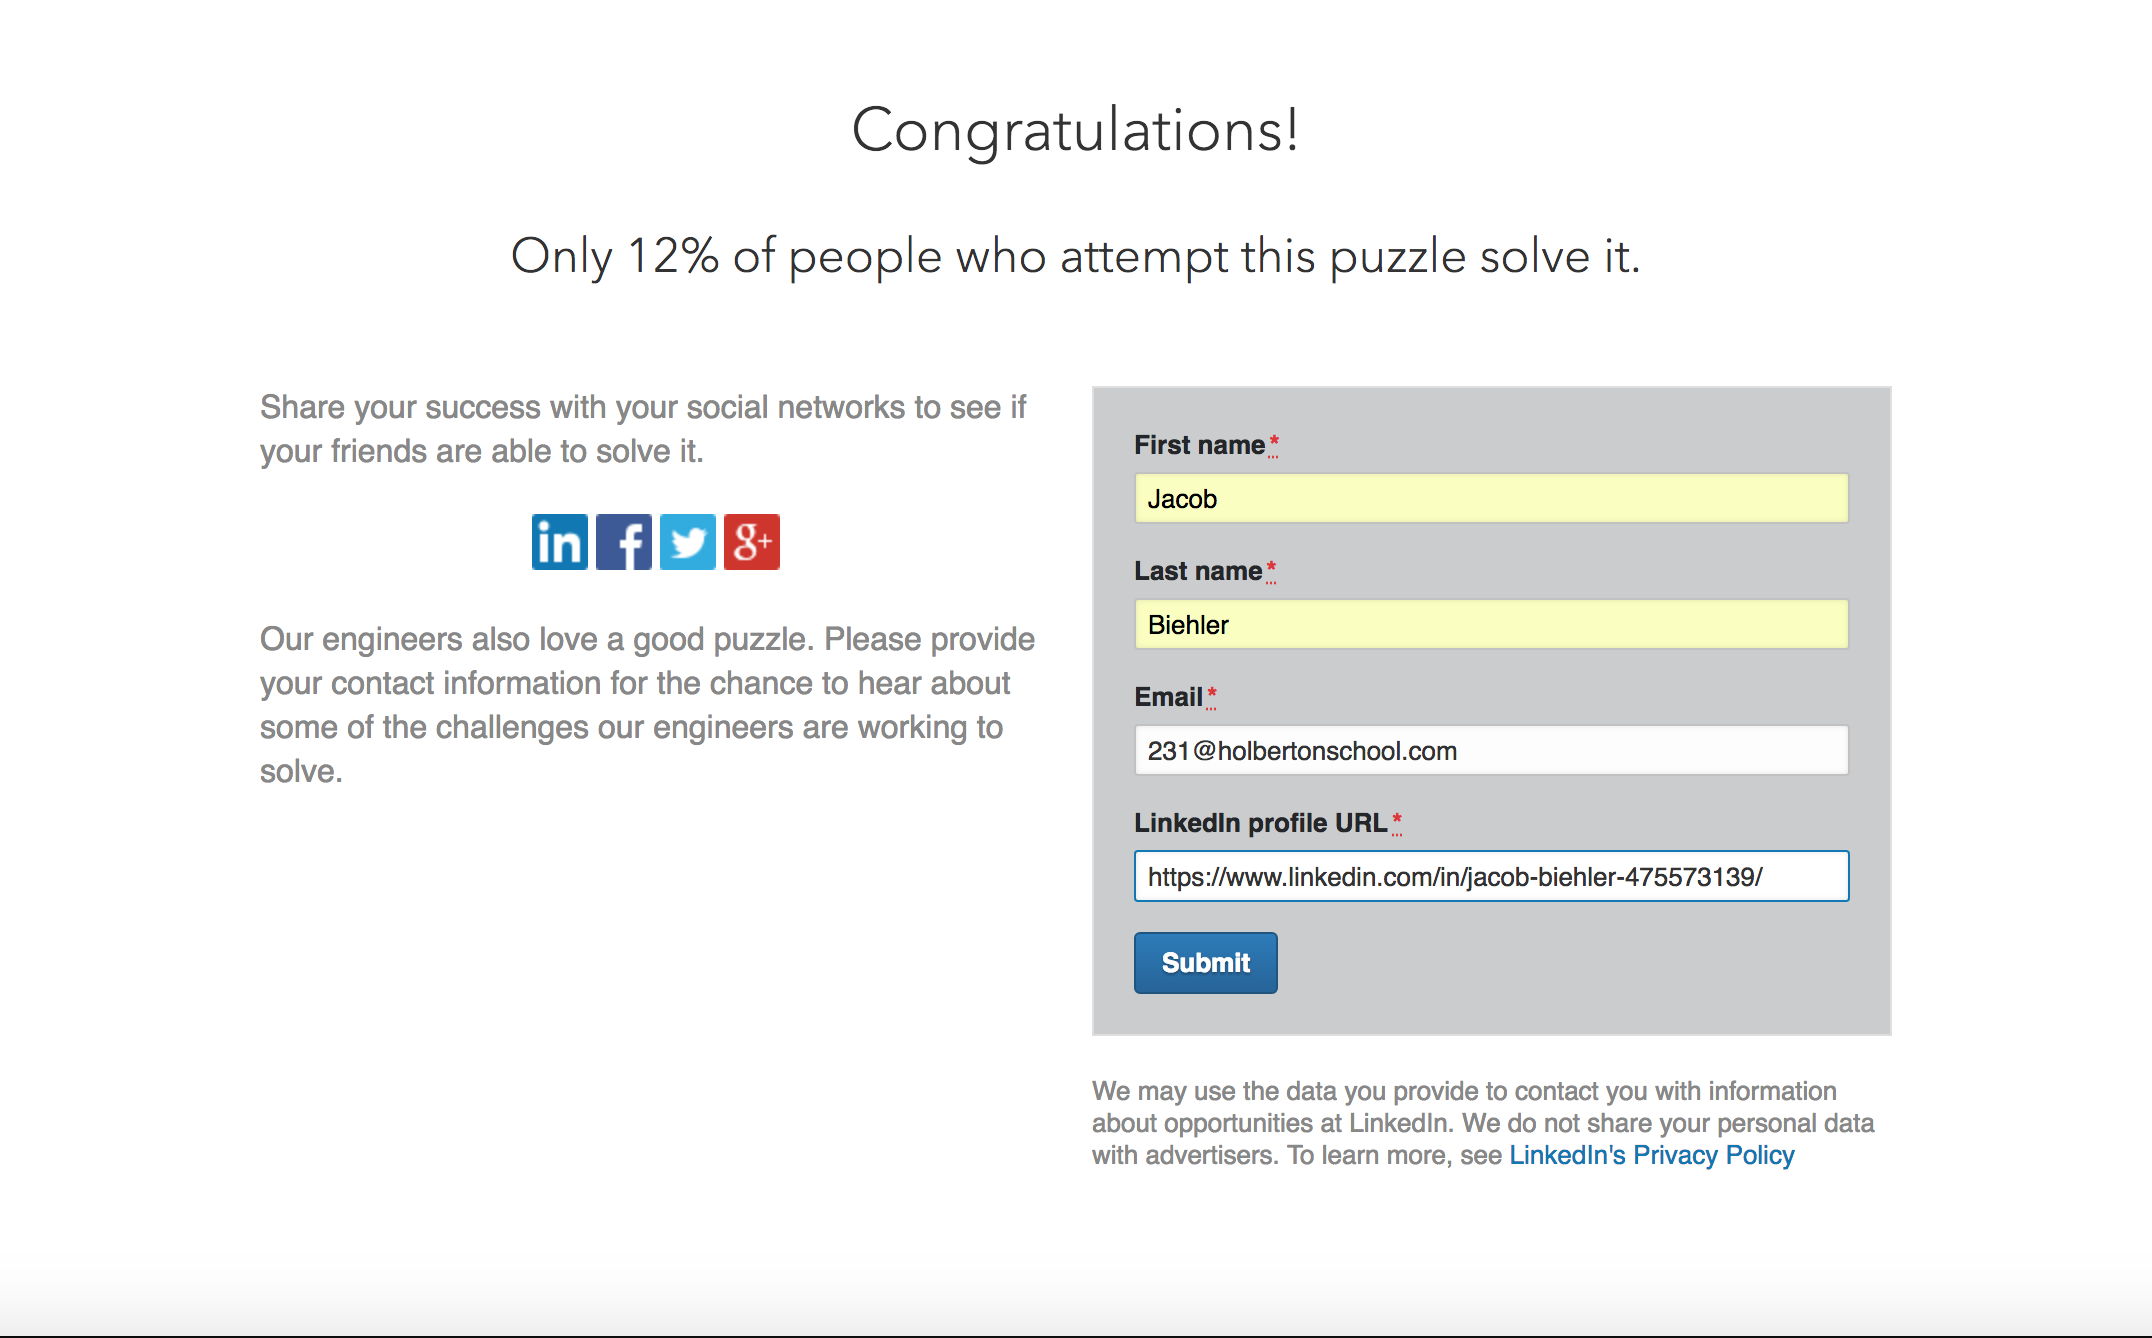 Congratulations!
Only 12% of people who attempt this puzzle solve it.
Share your success with your social networks to see if
your friends are able to solve it.
in f g+
Our engineers also love a good puzzle. Please provide
your contact information for the chance to hear about
some of the challenges our engineers are working to
solve.
First name*
Jacob
Last name*
Biehler
Email*
231@holbertonschool.com
LinkedIn profile URL*
https://www.linkedin.com/in/jacob-biehler-475573139/
Submit
We may use the data you provide to contact you with information
about opportunities at LinkedIn. We do not share your personal data
with advertisers. To learn more, see LinkedIn's Privacy Policy